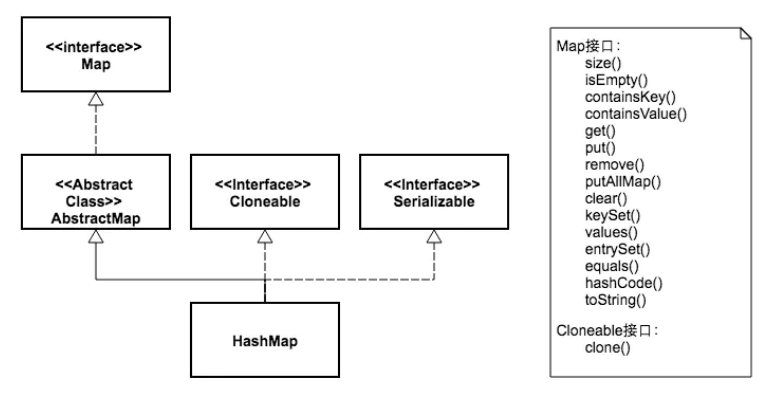 <<interface>>
Map
<<Abstract
Class>>
AbstractMap
<<Interface>>
Cloneable
<<Interface>>
Serializable
HashMap
Map接口：
size()
isEmpty()
containsKey()
containsValue()
get()
put()
remove()
putAllMap()
clear()
keySet()
values()
entrySet()
equals()
hashCode()
toString()
Cloneable接口：
clone()